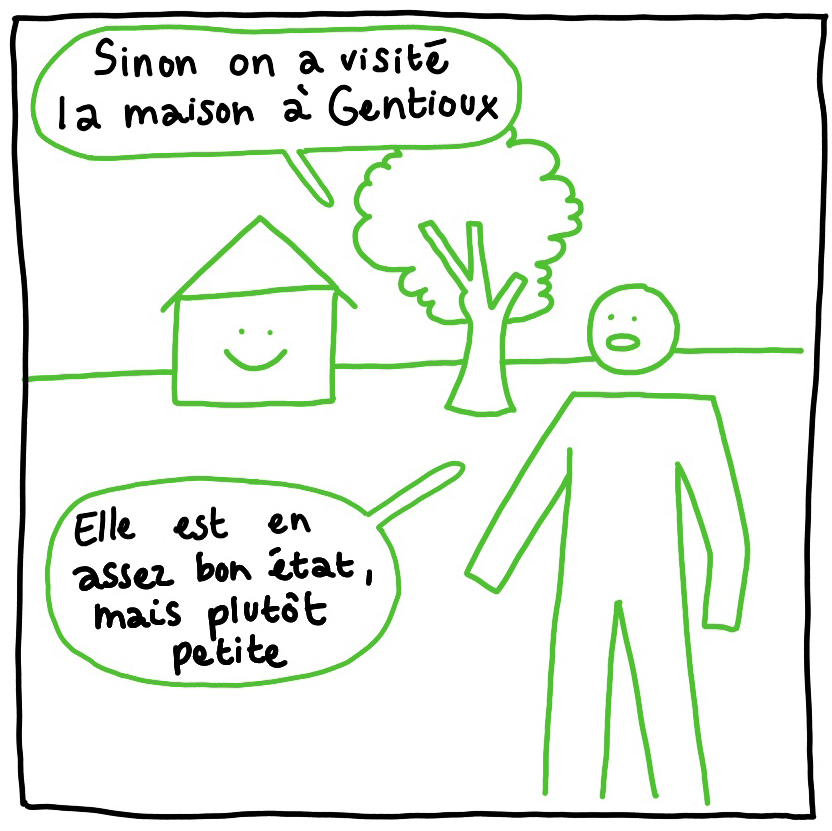 Sinon on a visité
la maison à Gentioux
Elle est en
assez bon état,
mais plutôt
petite